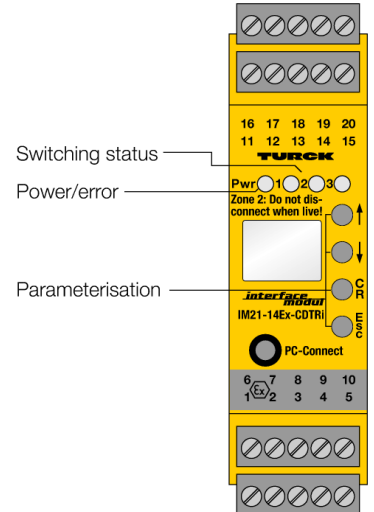 16 17 18 19 20
11 12 13 14 15
TURCK
Switching status
Pwr 1 2 3
Power/error
Zone 2: Do not dis-
connect when live!
↑
↓
Parameterisation
CR
interface
modul
IM21-14Ex-CDTRi
Esc
PC-Connect
6 7 8 9 10
Ex
1 2 3 4 5